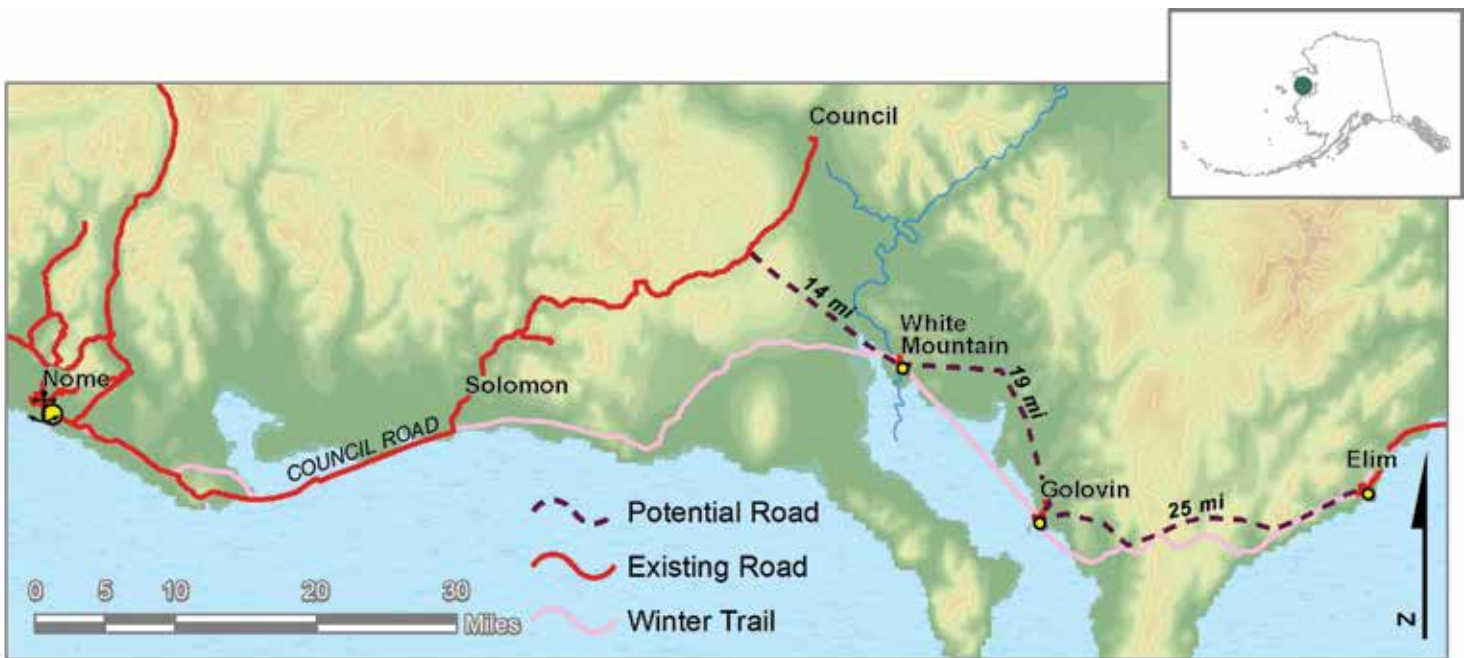 Council
14 mi
White
Mountain
19 mi
Nome
Solomon
COUNCIL ROAD
Golovin
Elim
25 mi
Potential Road
Existing Road
Winter Trail
0 5 10 20 30
Miles
N